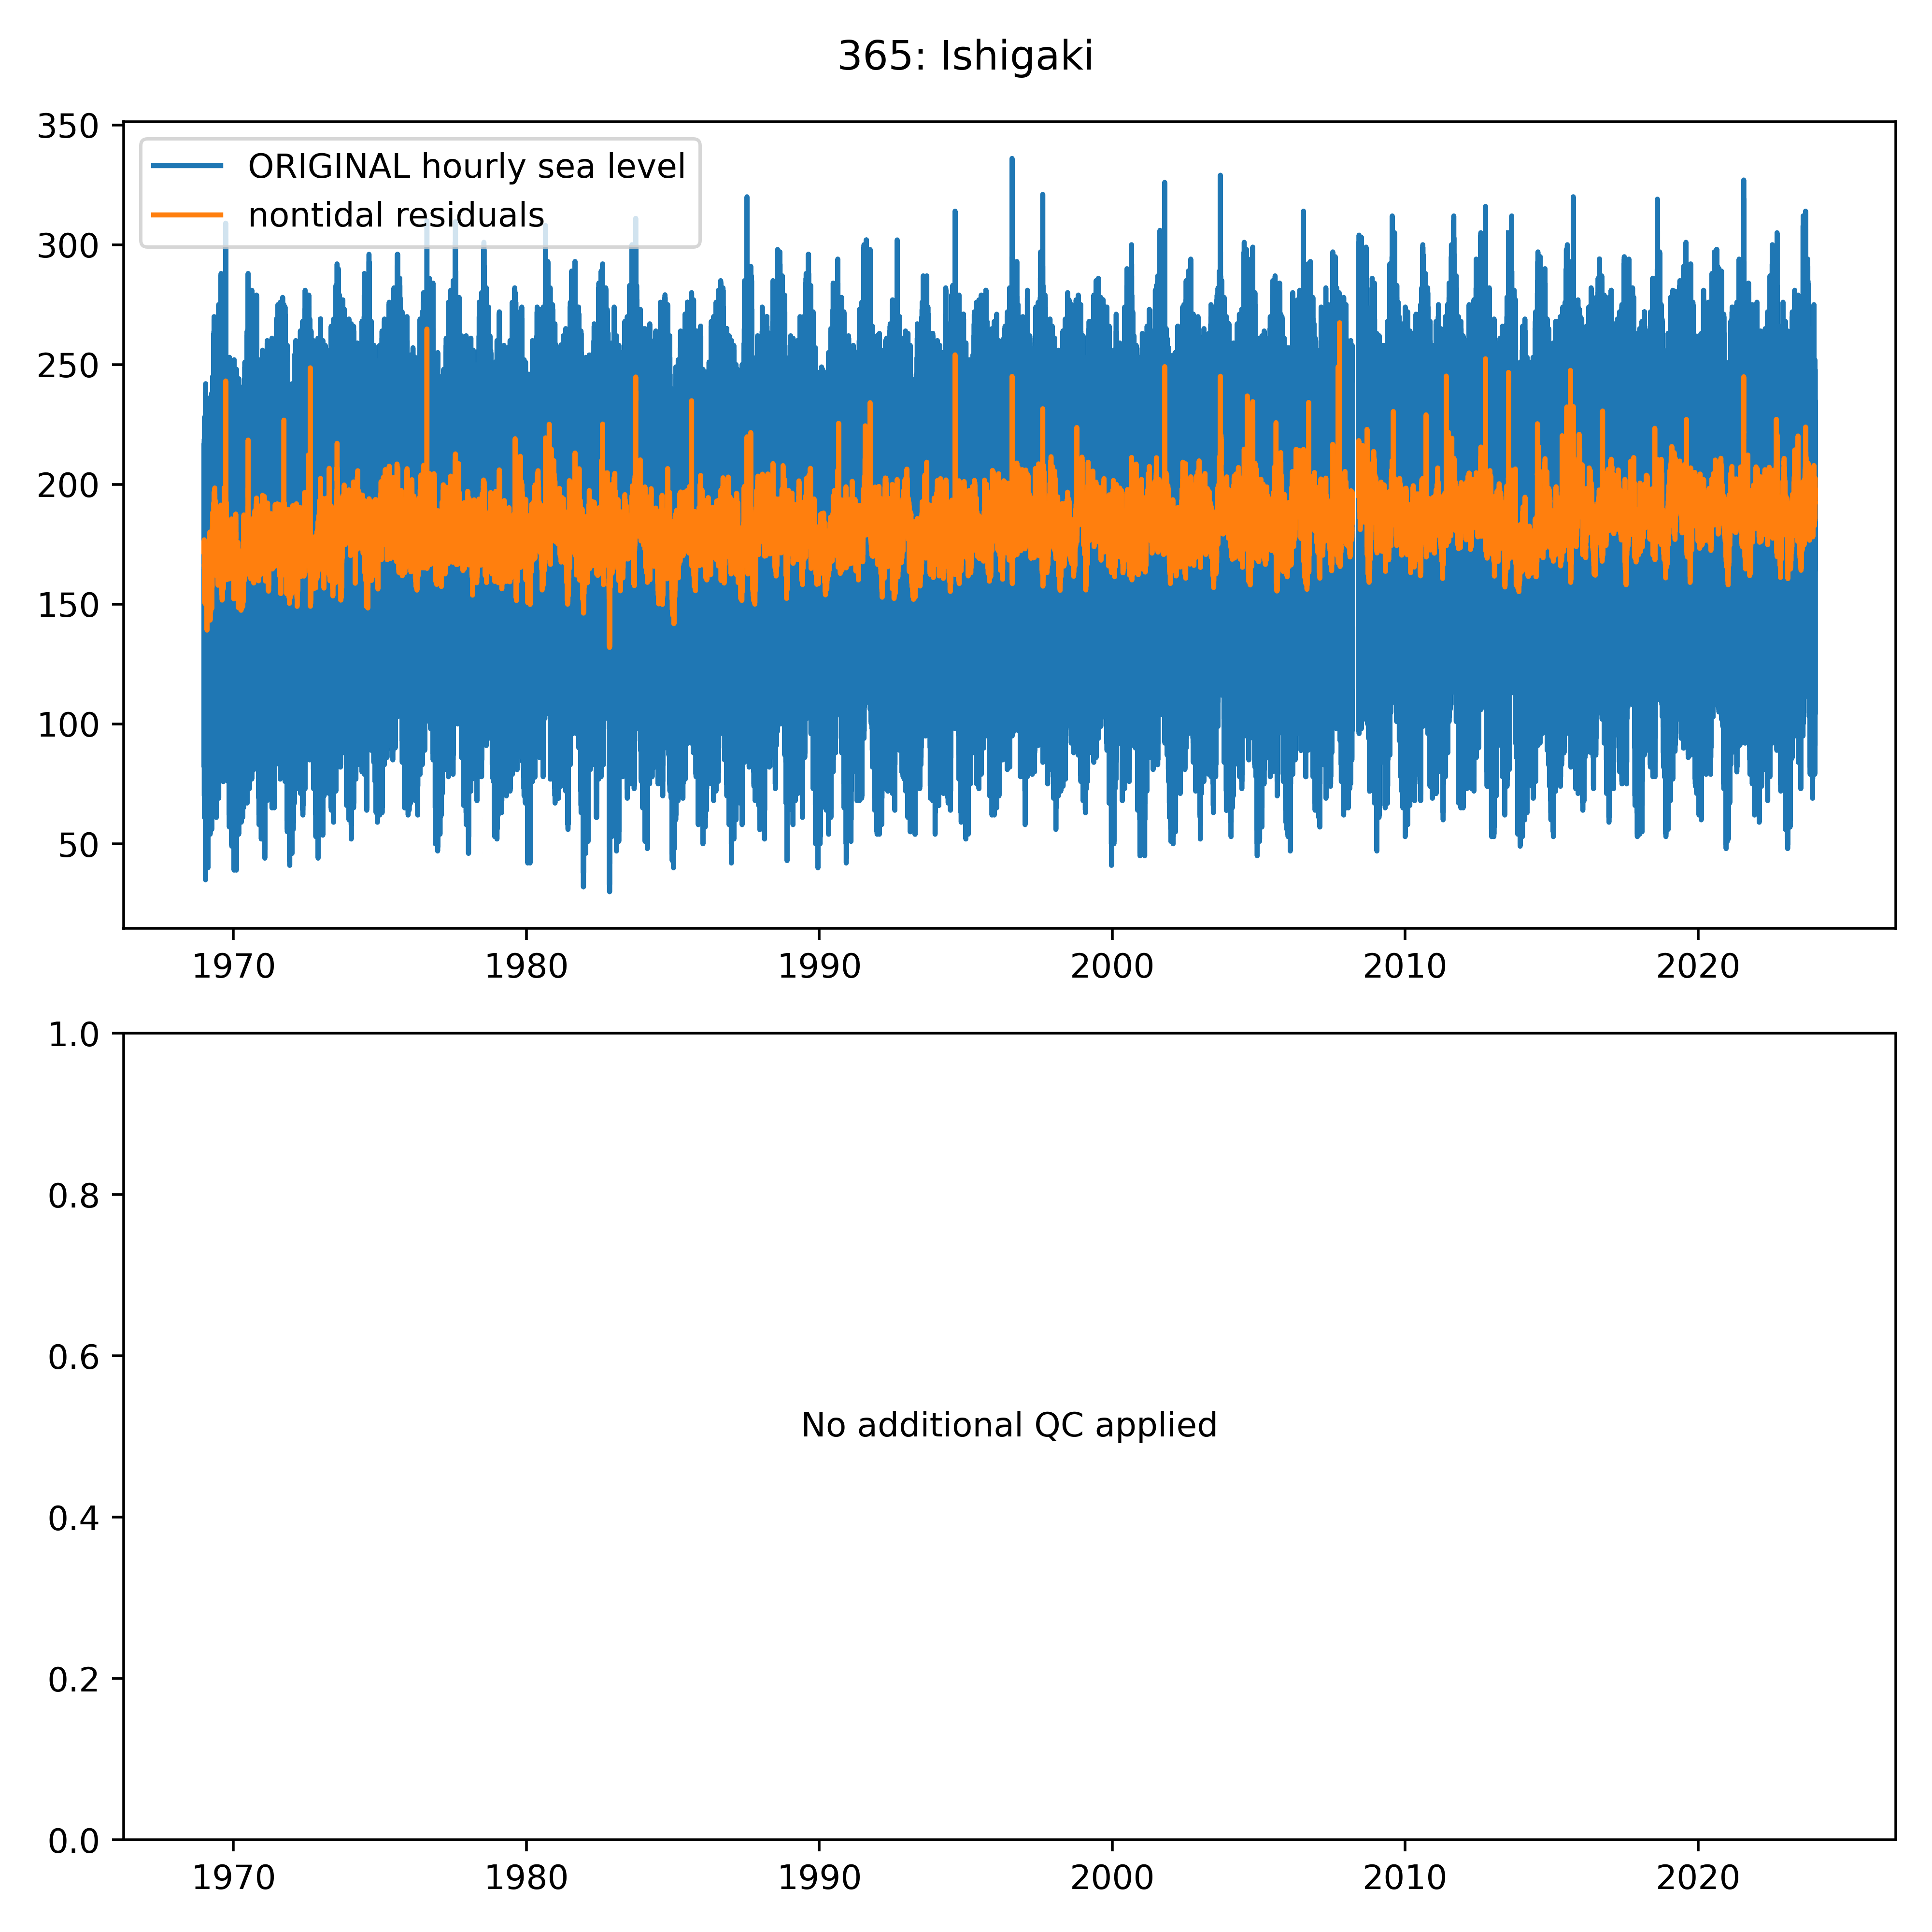 365: Ishigaki
350
300
250
200
150
100
50
ORIGINAL hourly sea level
nontidal residuals
1970 1980 1990 2000 2010 2020
1.0
0.8
0.6
0.4
0.2
0.0
No additional QC applied
1970 1980 1990 2000 2010 2020